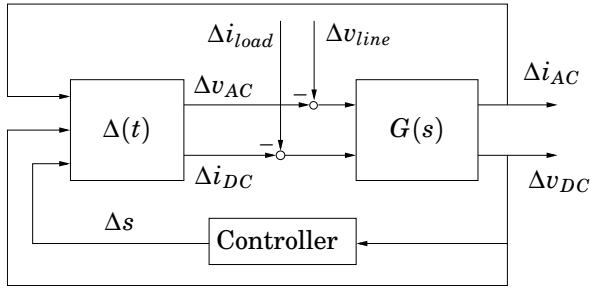 Δi_load Δv_line
Δv_AC Δi_AC
−
Δ(t) G(s)
−
Δi_DC Δv_DC
Δs
Controller